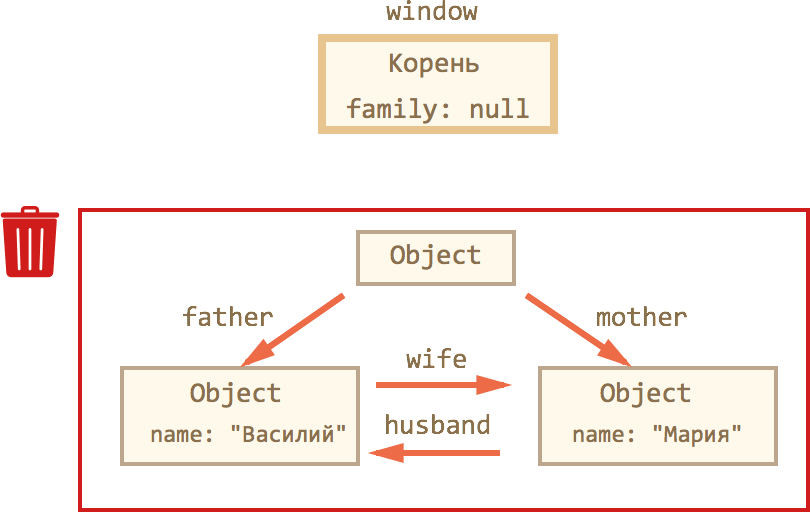 window
Корень
family: null
Object
father
mother
wife
Object
name: "Василий"
Object
name: "Мария"
husband